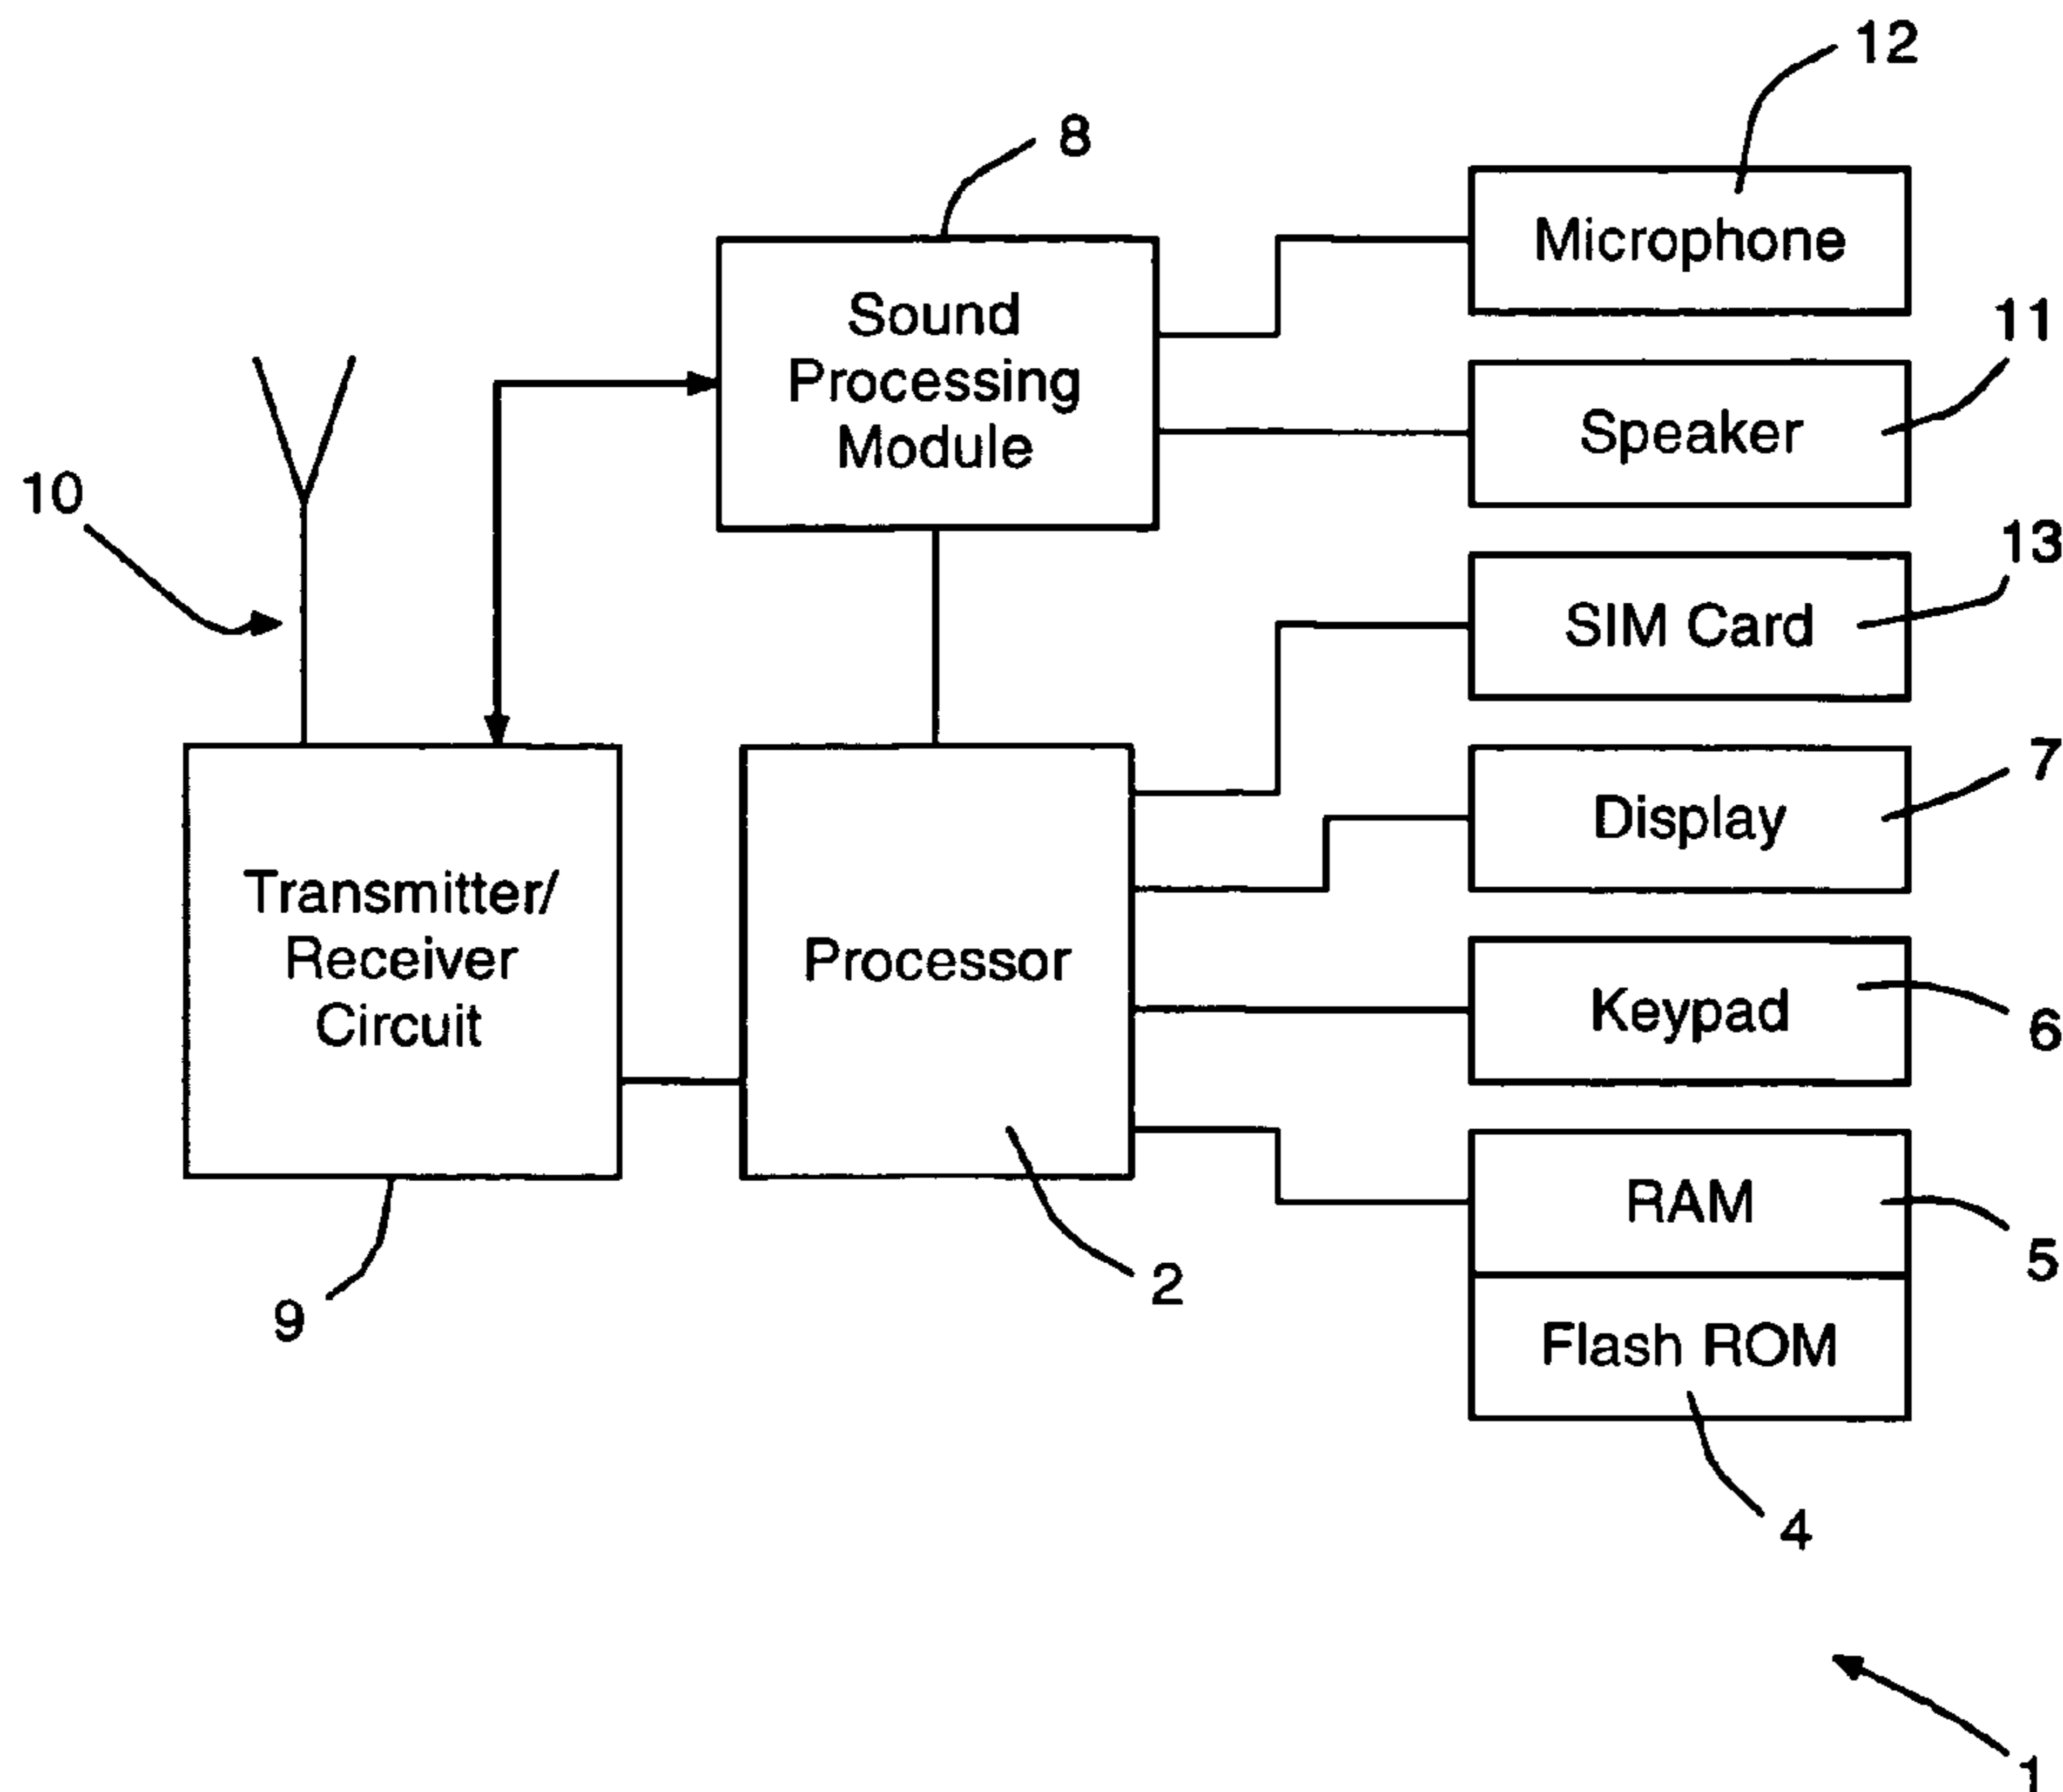 12
8
Microphone
Sound
Processing
Module
11
Speaker
10
13
SIM Card
7
Display
Transmitter/
Receiver
Circuit
Processor
Keypad
6
RAM
5
2
9
Flash ROM
4
1